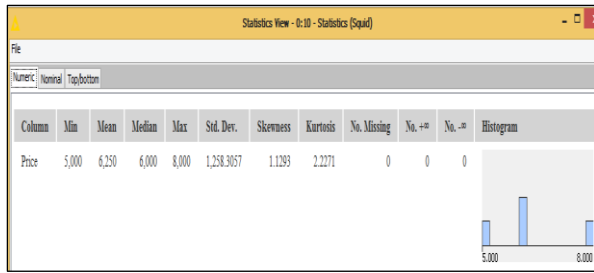 Statistics View - 0:10 - Statistics (Squid)
File
Numeric Nominal Top/bottom
Column Min Mean Median Max Std. Dev. Skewness Kurtosis No. Missing No. +∞ No. -∞ Histogram
Price 5,000 6,250 6,000 8,000 1,258.3057 1.1293 2.2271 0 0 0
5.000 8.000